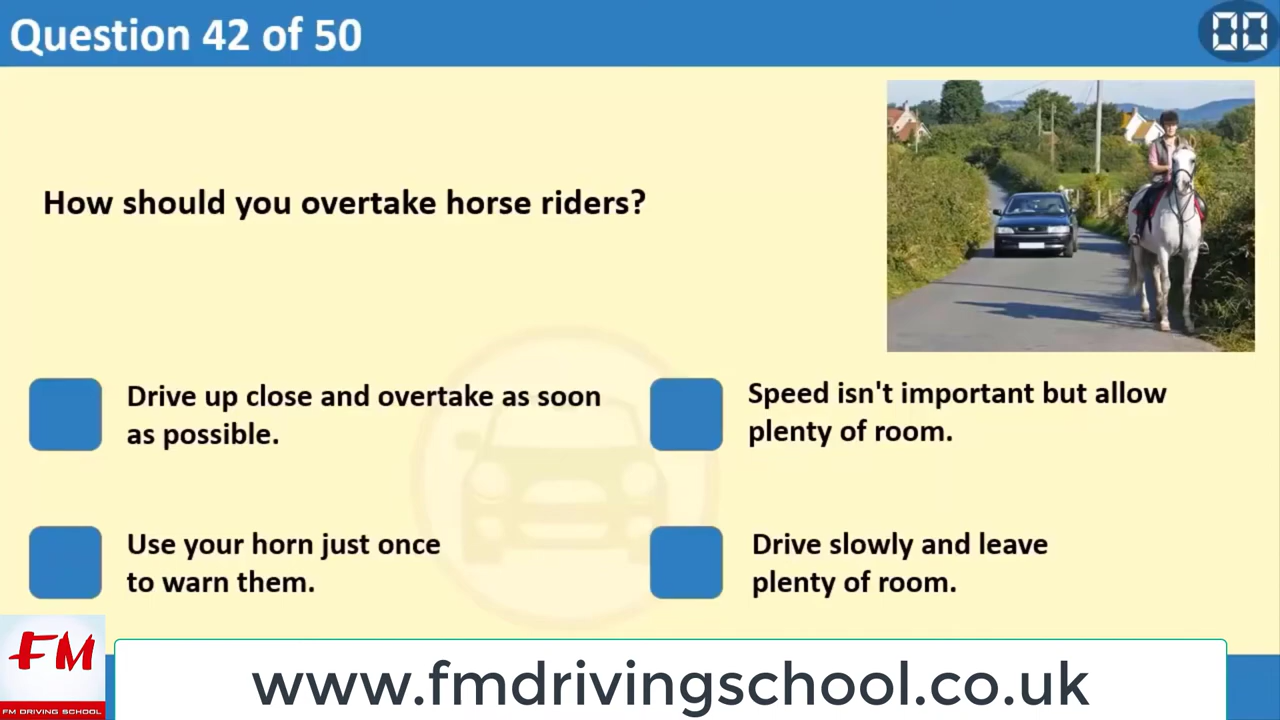 Question 42 of 50
00
How should you overtake horse riders?
Drive up close and overtake as soon
as possible.
Speed isn't important but allow
plenty of room.
Use your horn just once
to warn them.
Drive slowly and leave
plenty of room.
FM
FM DRIVING SCHOOL
www.fmdrivingschool.co.uk